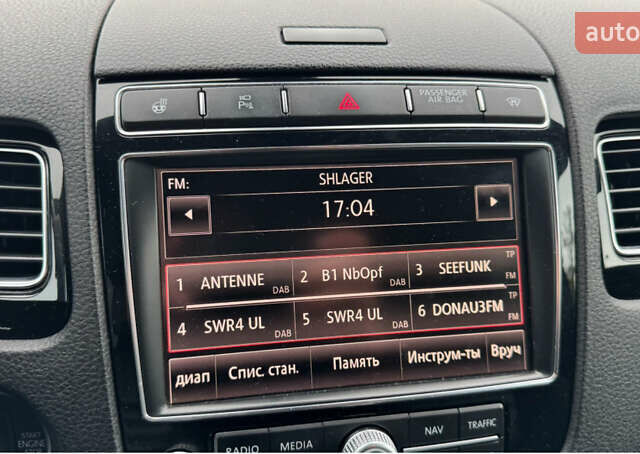 auto
P
PASSENGER
AIR BAG
FM:
SHLAGER
17:04
1 ANTENNE DAB
2 B1 NbOpf DAB
3 SEEFUNK TP FM
4 SWR4 UL DAB
5 SWR4 UL DAB
6 DONAU3FM TP FM
диап
Спис. стан.
Память
Инструм-ты
Вруч
START
ENGINE
RADIO
MEDIA
NAV
TRAFFIC